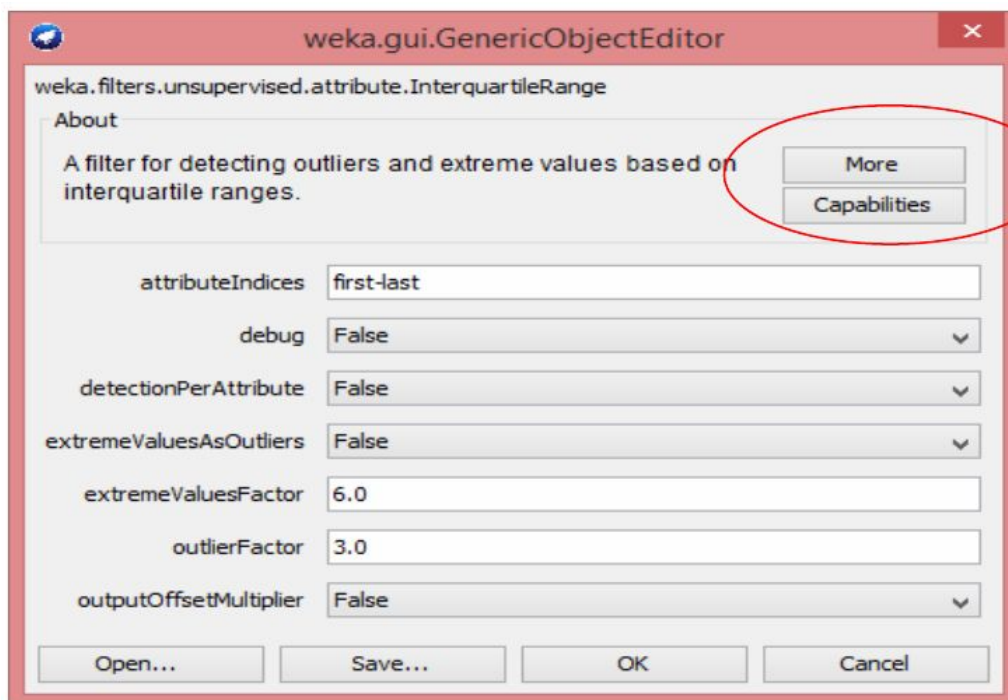 weka.gui.GenericObjectEditor
weka.filters.unsupervised.attribute.InterquartileRange
About
A filter for detecting outliers and extreme values based on
interquartile ranges.
More
Capabilities
attributeIndices first-last
debug False
detectionPerAttribute False
extremeValuesAsOutliers False
extremeValuesFactor 6.0
outlierFactor 3.0
outputOffsetMultiplier False
Open... Save... OK Cancel